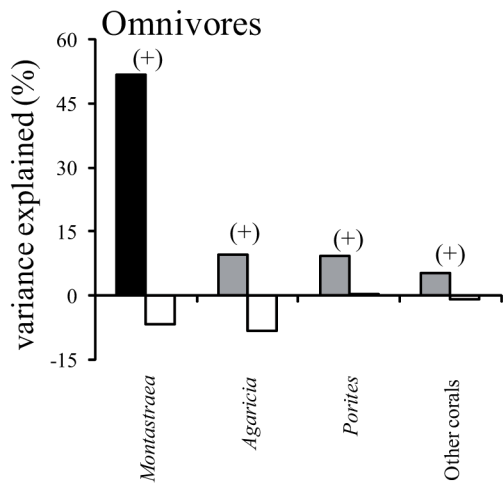 Omnivores
variance explained (%)
60
45
30
15
0
-15
(+)
(+)
(+)
(+)
Montastraea
Agaricia
Porites
Other corals